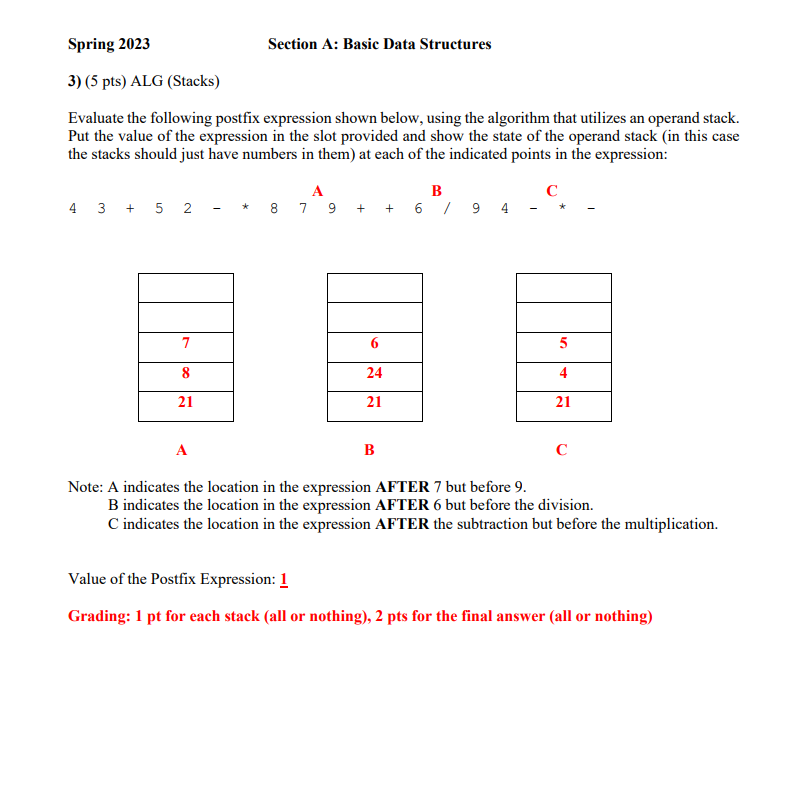 Spring 2023 Section A: Basic Data Structures
3) (5 pts) ALG (Stacks)
Evaluate the following postfix expression shown below, using the algorithm that utilizes an operand stack.
Put the value of the expression in the slot provided and show the state of the operand stack (in this case
the stacks should just have numbers in them) at each of the indicated points in the expression:
A B C
4 3 + 5 2 - * 8 7 9 + + 6 / 9 4 - * -
7 6 5
8 24 4
21 21 21
A B C
Note: A indicates the location in the expression AFTER 7 but before 9.
B indicates the location in the expression AFTER 6 but before the division.
C indicates the location in the expression AFTER the subtraction but before the multiplication.
Value of the Postfix Expression: 1
Grading: 1 pt for each stack (all or nothing), 2 pts for the final answer (all or nothing)